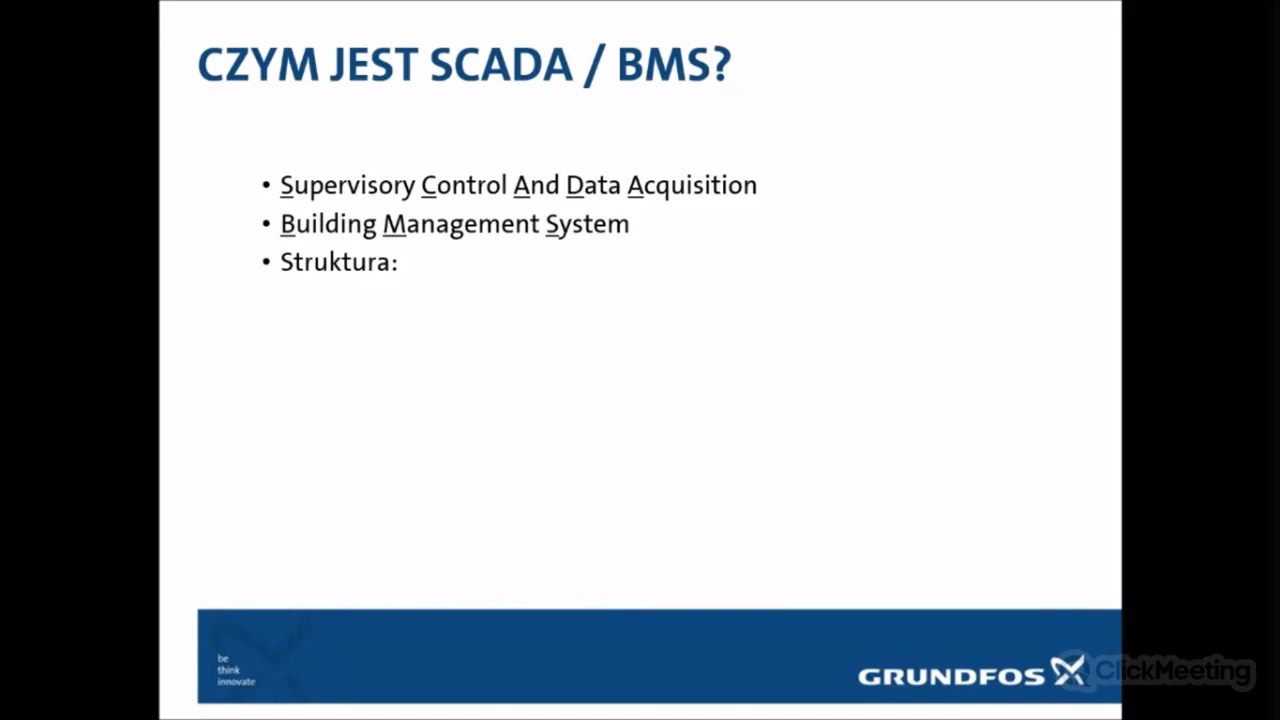 CZYM JEST SCADA / BMS?
• Supervisory Control And Data Acquisition
• Building Management System
• Struktura:
be
think
innovate
GRUNDFOS
ClickMeeting